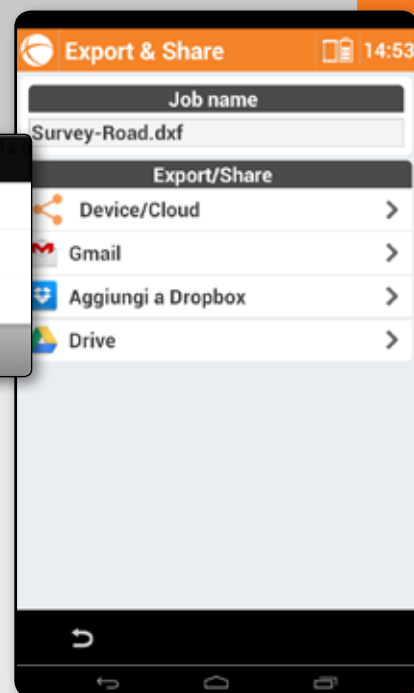 Export & Share 14:53
Job name
Survey-Road.dxf
Export/Share
Device/Cloud
Gmail
Aggiungi a Dropbox
Drive